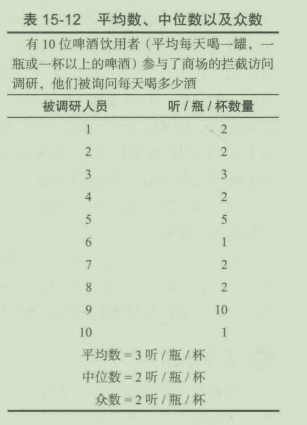 表 15-12 平均数、中位数以及众数
有 10 位啤酒饮用者（平均每天喝一罐，一
瓶或一杯以上的啤酒）参与了商场的拦截访问
调研，他们被询问每天喝多少酒
被调研人员 听 / 瓶 / 杯数量
1 2
2 2
3 3
4 2
5 5
6 1
7 2
8 2
9 10
10 1
平均数 = 3 听 / 瓶 / 杯
中位数 = 2 听 / 瓶 / 杯
众数 = 2 听 / 瓶 / 杯